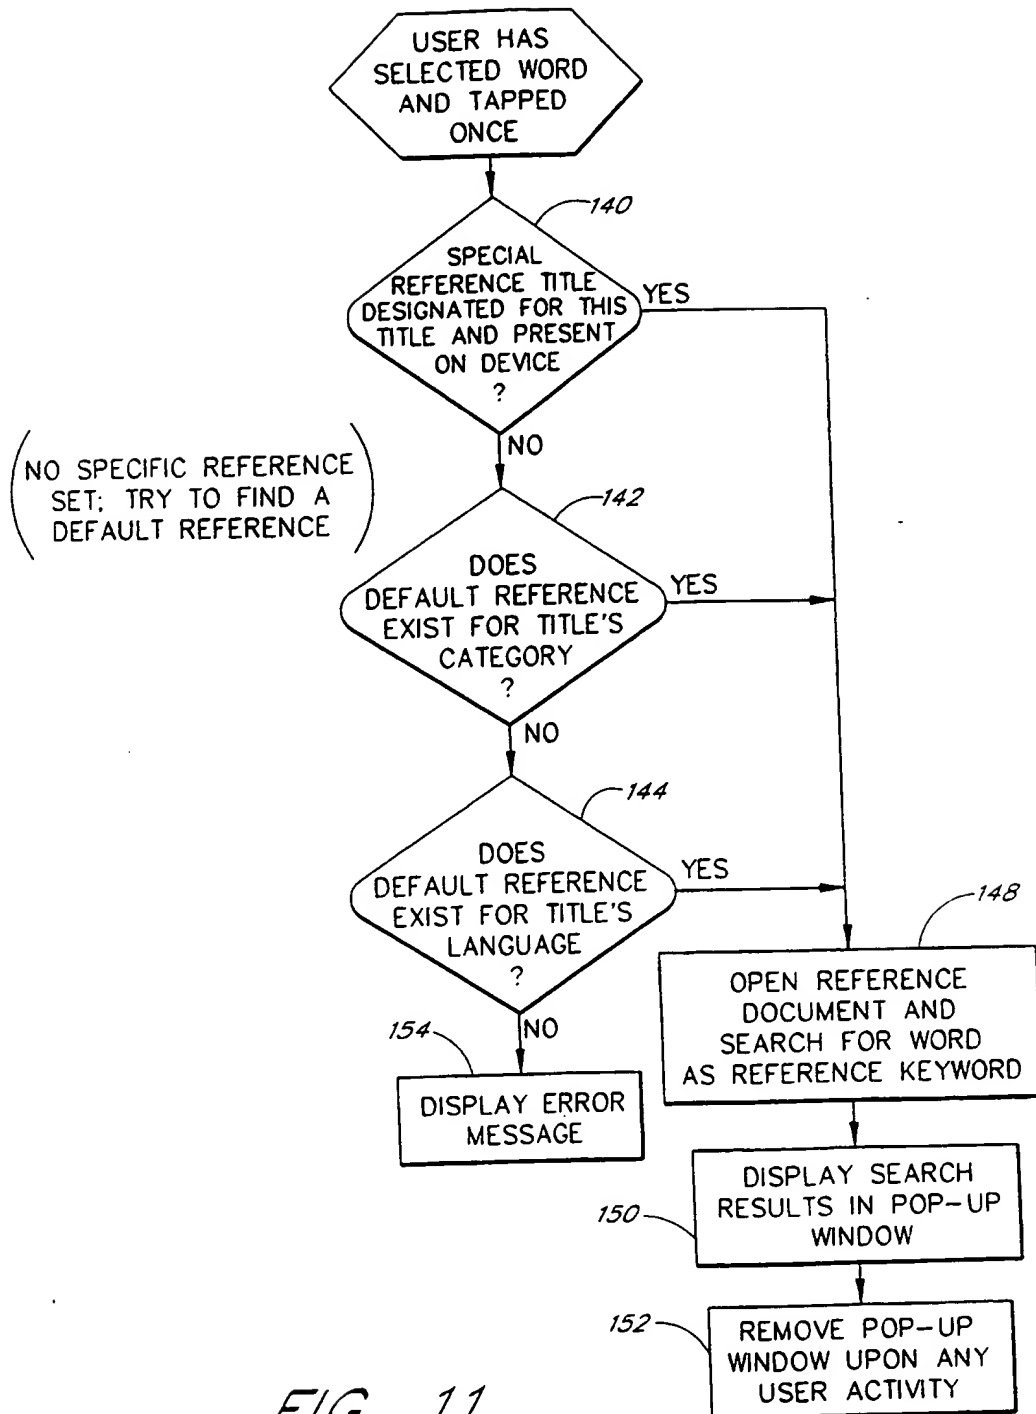 USER HAS
SELECTED WORD
AND TAPPED
ONCE
140
SPECIAL
REFERENCE TITLE
DESIGNATED FOR THIS
TITLE AND PRESENT
ON DEVICE
?
YES
NO
(NO SPECIFIC REFERENCE
SET; TRY TO FIND A
DEFAULT REFERENCE)
142
DOES
DEFAULT REFERENCE
EXIST FOR TITLE'S
CATEGORY
?
YES
NO
144
DOES
DEFAULT REFERENCE
EXIST FOR TITLE'S
LANGUAGE
?
YES
NO
154
DISPLAY ERROR
MESSAGE
148
OPEN REFERENCE
DOCUMENT AND
SEARCH FOR WORD
AS REFERENCE KEYWORD
150
DISPLAY SEARCH
RESULTS IN POP-UP
WINDOW
152
REMOVE POP-UP
WINDOW UPON ANY
USER ACTIVITY
FIG. 11